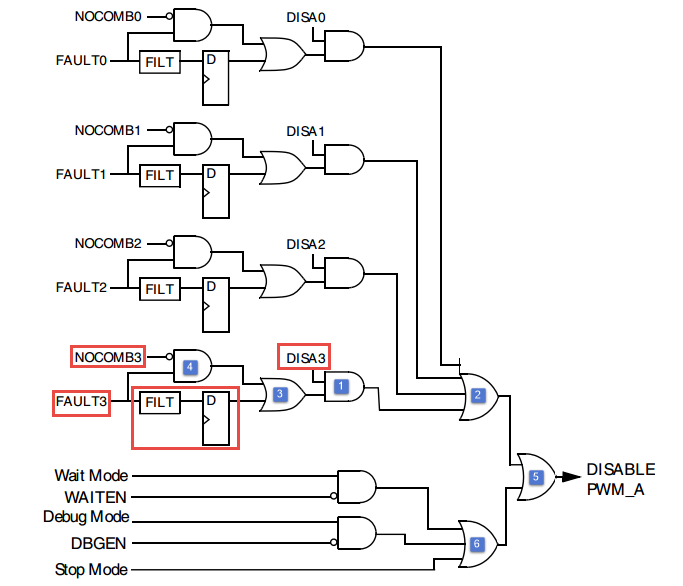 NOCOMB0
DISA0
FAULT0
FILT
D
NOCOMB1
DISA1
FAULT1
FILT
D
NOCOMB2
DISA2
FAULT2
FILT
D
NOCOMB3
4
DISA3
1
FAULT3
FILT
D
3
2
Wait Mode
WAITEN
5
DISABLE
PWM_A
Debug Mode
DBGEN
6
Stop Mode